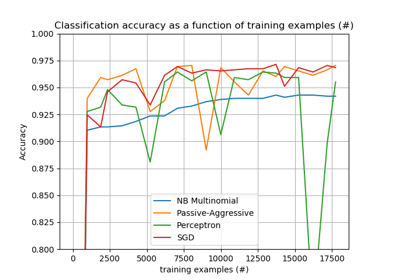 Classification accuracy as a function of training examples (#)
1.000
0.975
0.950
0.925
0.900
0.875
0.850
0.825
0.800
Accuracy
NB Multinomial
Passive-Aggressive
Perceptron
SGD
0 2500 5000 7500 10000 12500 15000 17500
training examples (#)